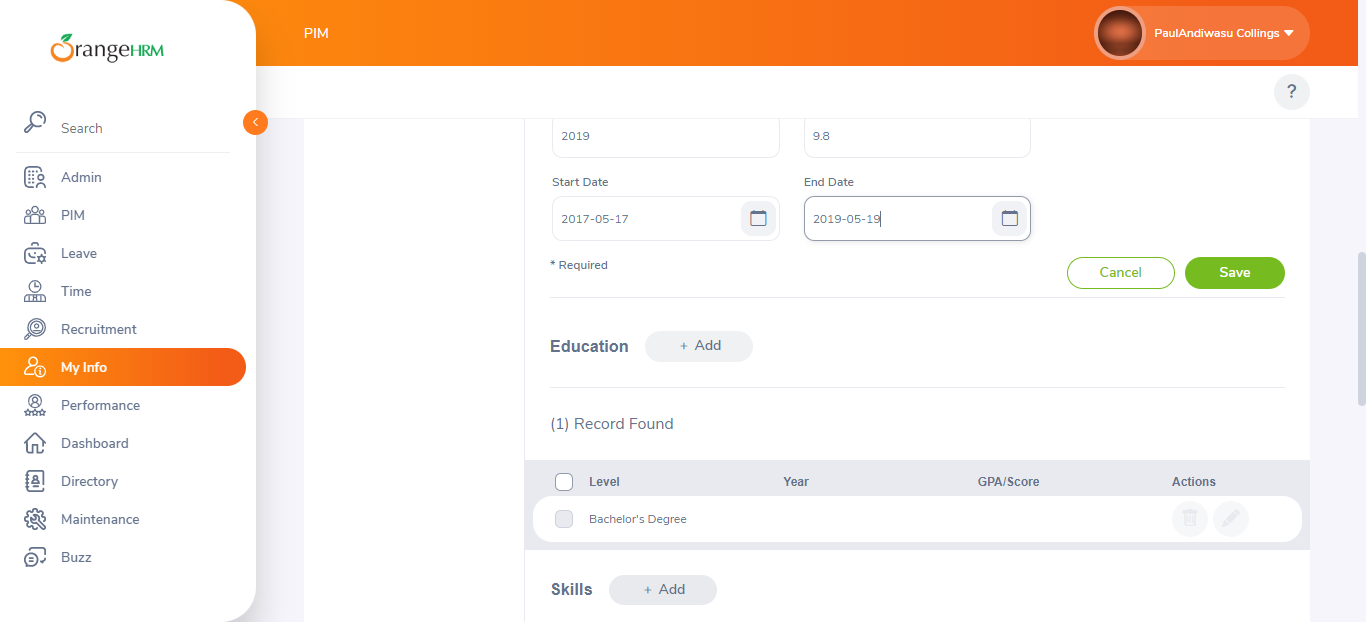 OrangeHRM
PIM
PaulAndiwasu Collings
?
Search
Admin
PIM
Leave
Time
Recruitment
My Info
Performance
Dashboard
Directory
Maintenance
Buzz
2019
9.8
Start Date
End Date
2017-05-17
2019-05-19
* Required
Cancel
Save
Education
+ Add
(1) Record Found
Level Year GPA/Score Actions
Bachelor's Degree
Skills
+ Add